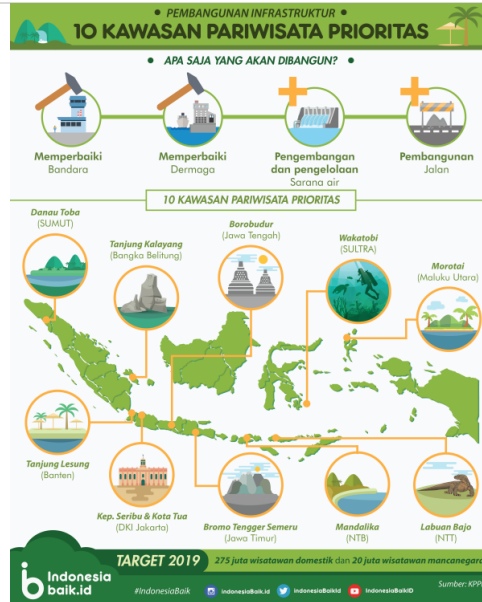 • PEMBANGUNAN INFRASTRUKTUR •
10 KAWASAN PARIWISATA PRIORITAS
• APA SAJA YANG AKAN DIBANGUN? •
Memperbaiki
Bandara
Memperbaiki
Dermaga
Pengembangan
dan pengelolaan
Sarana air
Pembangunan
Jalan
10 KAWASAN PARIWISATA PRIORITAS
Danau Toba
(SUMUT)
Tanjung Kalayang
(Bangka Belitung)
Borobudur
(Jawa Tengah)
Wakatobi
(SULTRA)
Morotai
(Maluku Utara)
Tanjung Lesung
(Banten)
Kep. Seribu & Kota Tua
(DKI Jakarta)
Bromo Tengger Semeru
(Jawa Timur)
Mandalika
(NTB)
Labuan Bajo
(NTT)
TARGET 2019
275 juta wisatawan domestik dan 20 juta wisatawan mancanegara
Indonesia
baik.id
#IndonesiaBaik
IndonesiaBaik.id
IndonesiaBaikId
IndonesiaBaikID
Sumber: KPP